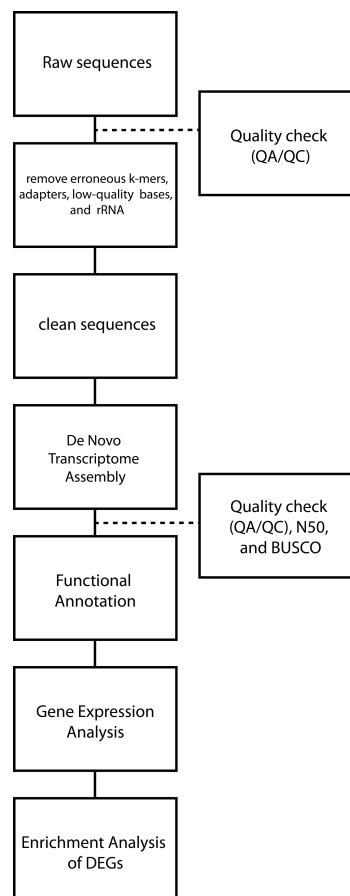 Raw sequences
Quality check
(QA/QC)
remove erroneous k-mers,
adapters, low-quality bases,
and rRNA
clean sequences
De Novo
Transcriptome
Assembly
Quality check
(QA/QC), N50,
and BUSCO
Functional
Annotation
Gene Expression
Analysis
Enrichment Analysis
of DEGs